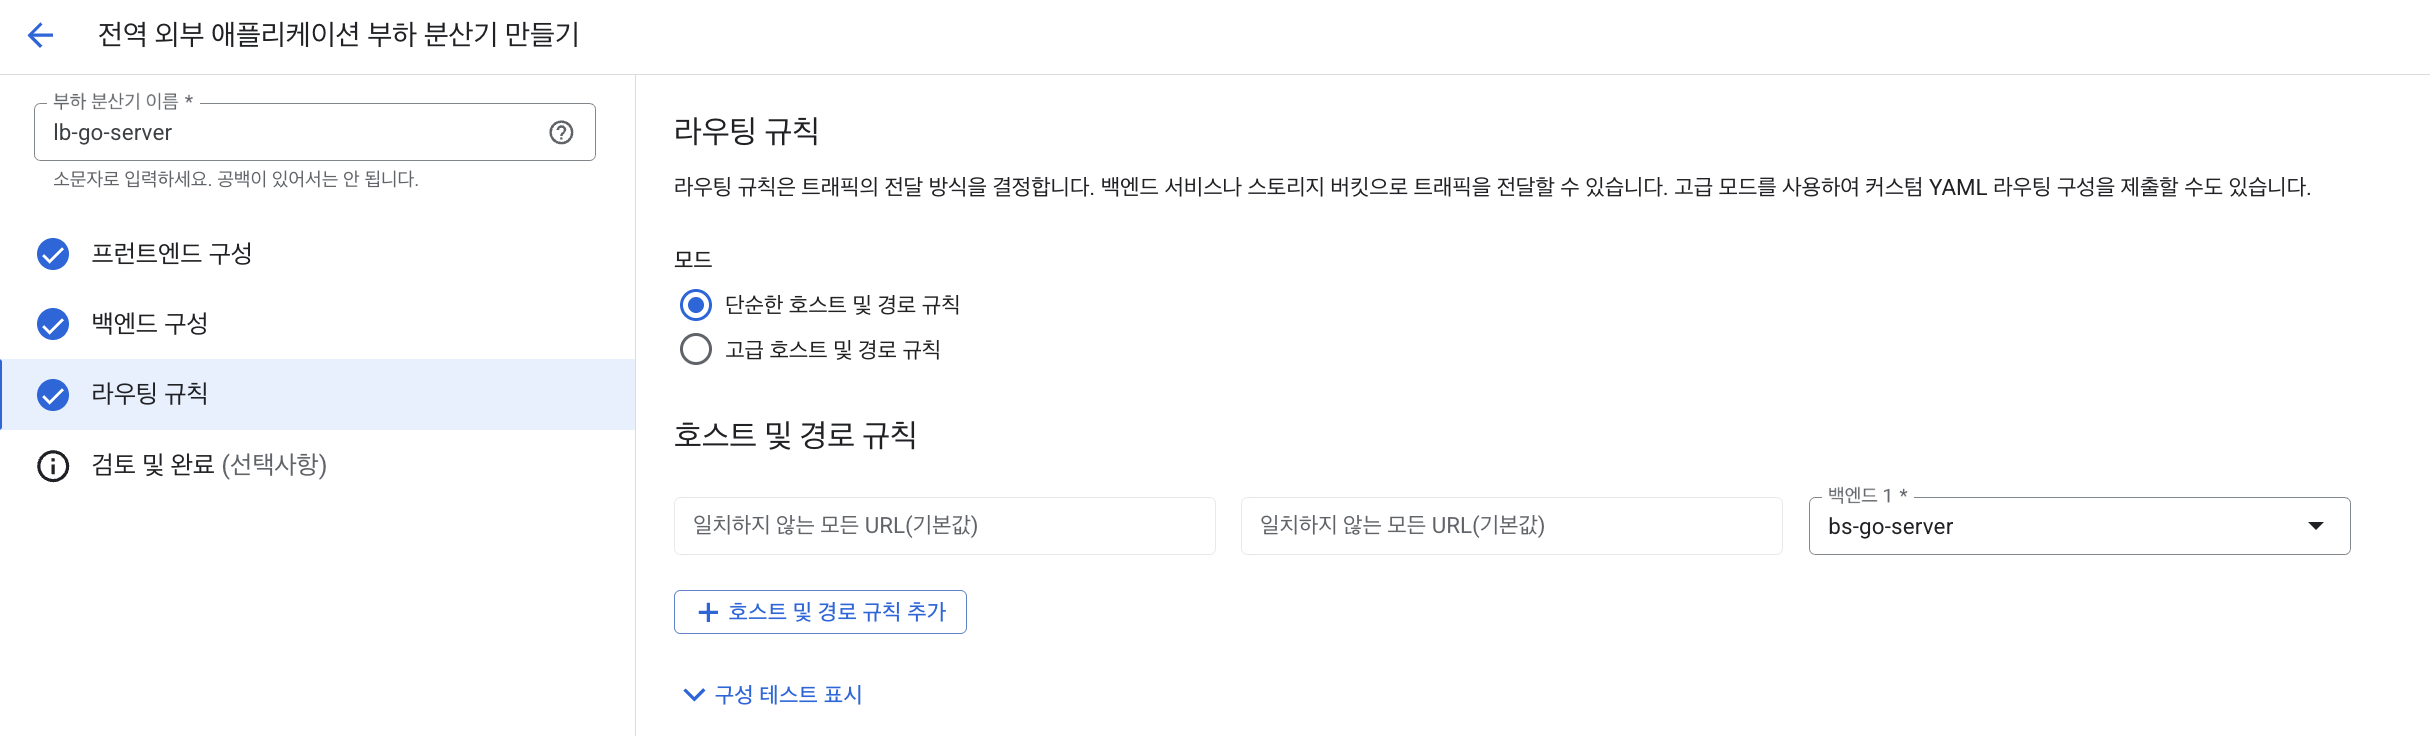 전역 외부 애플리케이션 부하 분산기 만들기
부하 분산기 이름 *
lb-go-server
소문자로 입력하세요. 공백이 있어서는 안 됩니다.
프런트엔드 구성
백엔드 구성
라우팅 규칙
검토 및 완료 (선택사항)
라우팅 규칙
라우팅 규칙은 트래픽의 전달 방식을 결정합니다. 백엔드 서비스나 스토리지 버킷으로 트래픽을 전달할 수 있습니다. 고급 모드를 사용하여 커스텀 YAML 라우팅 구성을 제출할 수도 있습니다.
모드
단순한 호스트 및 경로 규칙
고급 호스트 및 경로 규칙
호스트 및 경로 규칙
일치하지 않는 모든 URL(기본값)
일치하지 않는 모든 URL(기본값)
백엔드 1 *
bs-go-server
호스트 및 경로 규칙 추가
구성 테스트 표시